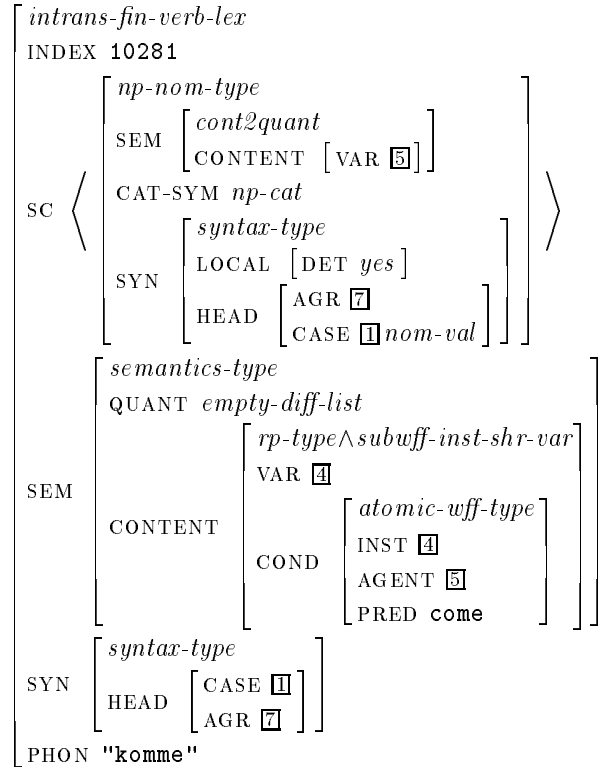 intrans-fin-verb-lex
INDEX 10281
np-nom-type
cont2quant
SEM
CONTENT [VAR 5]
CAT-SYM np-cat
SC ⟨ ⟩
syntax-type
LOCAL [DET yes]
SYN
AGR 7
HEAD
CASE 1 nom-val
semantics-type
QUANT empty-diff-list
rp-type∧subwff-inst-shr-var
VAR 4
SEM
atomic-wff-type
CONTENT
INST 4
COND
AGENT 5
PRED come
syntax-type
SYN
CASE 1
HEAD
AGR 7
PHON "komme"